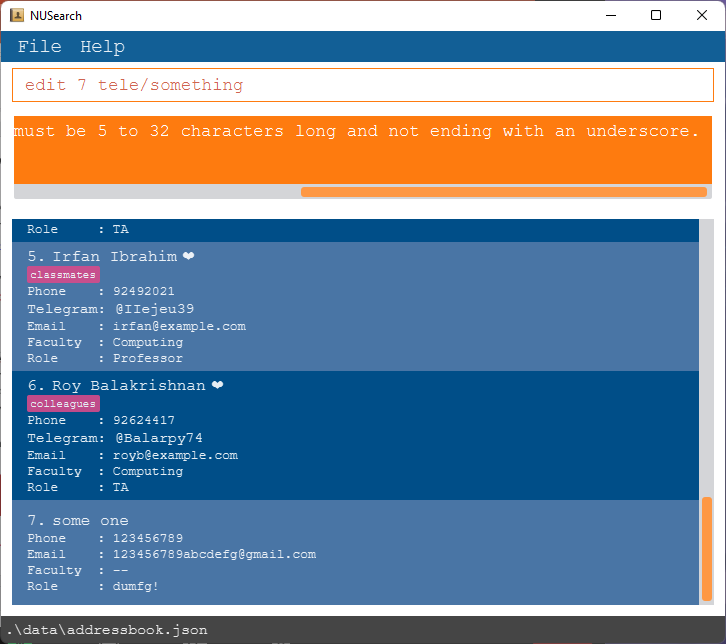 NUSearch
File Help
edit 7 tele/something
must be 5 to 32 characters long and not ending with an underscore.
Role : TA
5. Irfan Ibrahim ❤
classmates
Phone : 92492021
Telegram: @IIejeu39
Email : irfan@example.com
Faculty : Computing
Role : Professor
6. Roy Balakrishnan ❤
colleagues
Phone : 92624417
Telegram: @Balarpy74
Email : royb@example.com
Faculty : Computing
Role : TA
7. some one
Phone : 123456789
Email : 123456789abcdefg@gmail.com
Faculty : --
Role : dumfg!
.\data\addressbook.json